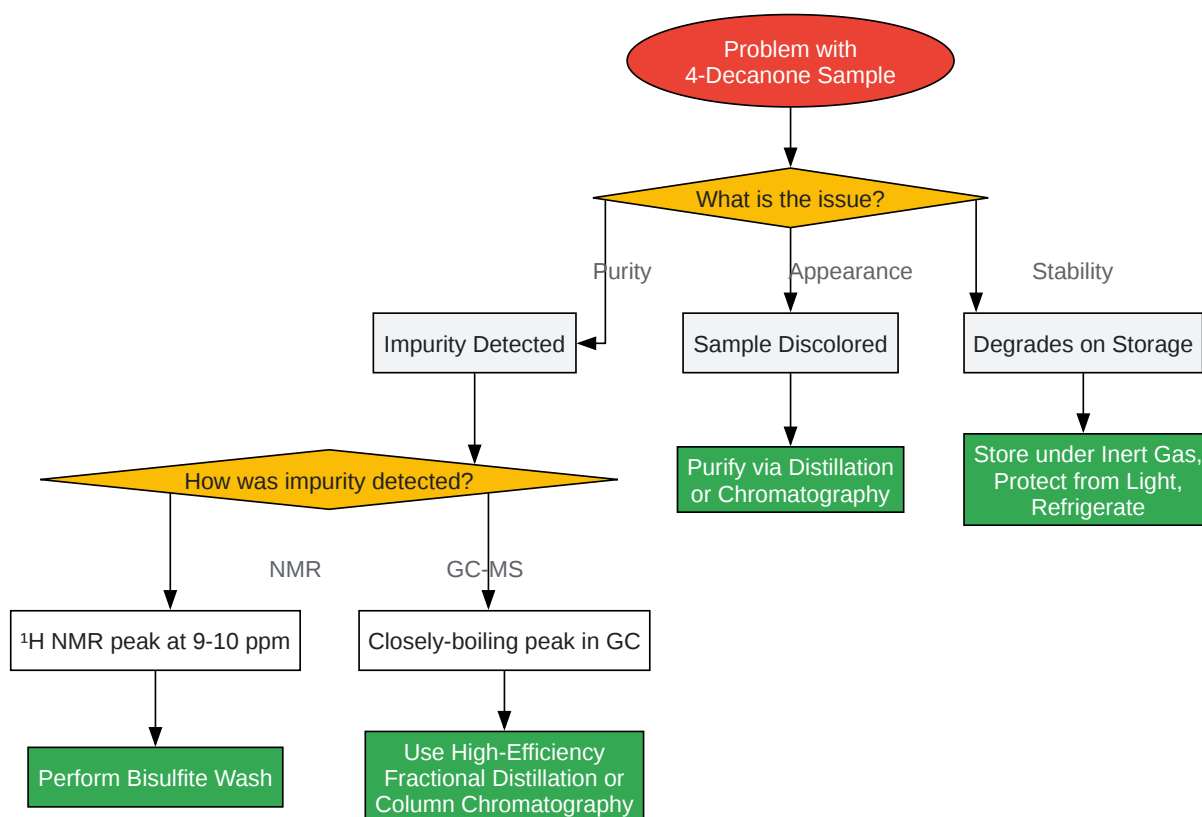 Problem with
4-Decanone Sample
What is the issue?
Purity
Appearance
Stability
Impurity Detected
Sample Discolored
Degrades on Storage
How was impurity detected?
Purify via Distillation
or Chromatography
Store under Inert Gas,
Protect from Light,
Refrigerate
NMR
GC-MS
¹H NMR peak at 9-10 ppm
Closely-boiling peak in GC
Perform Bisulfite Wash
Use High-Efficiency
Fractional Distillation or
Column Chromatography